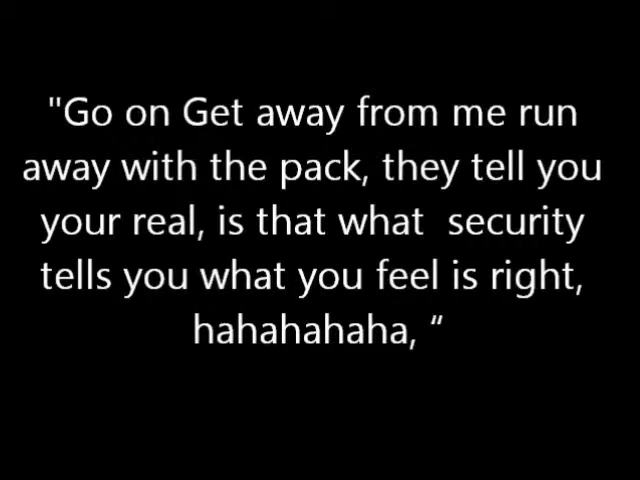 "Go on Get away from me run
away with the pack, they tell you
your real, is that what  security
tells you what you feel is right,
hahahahaha, “